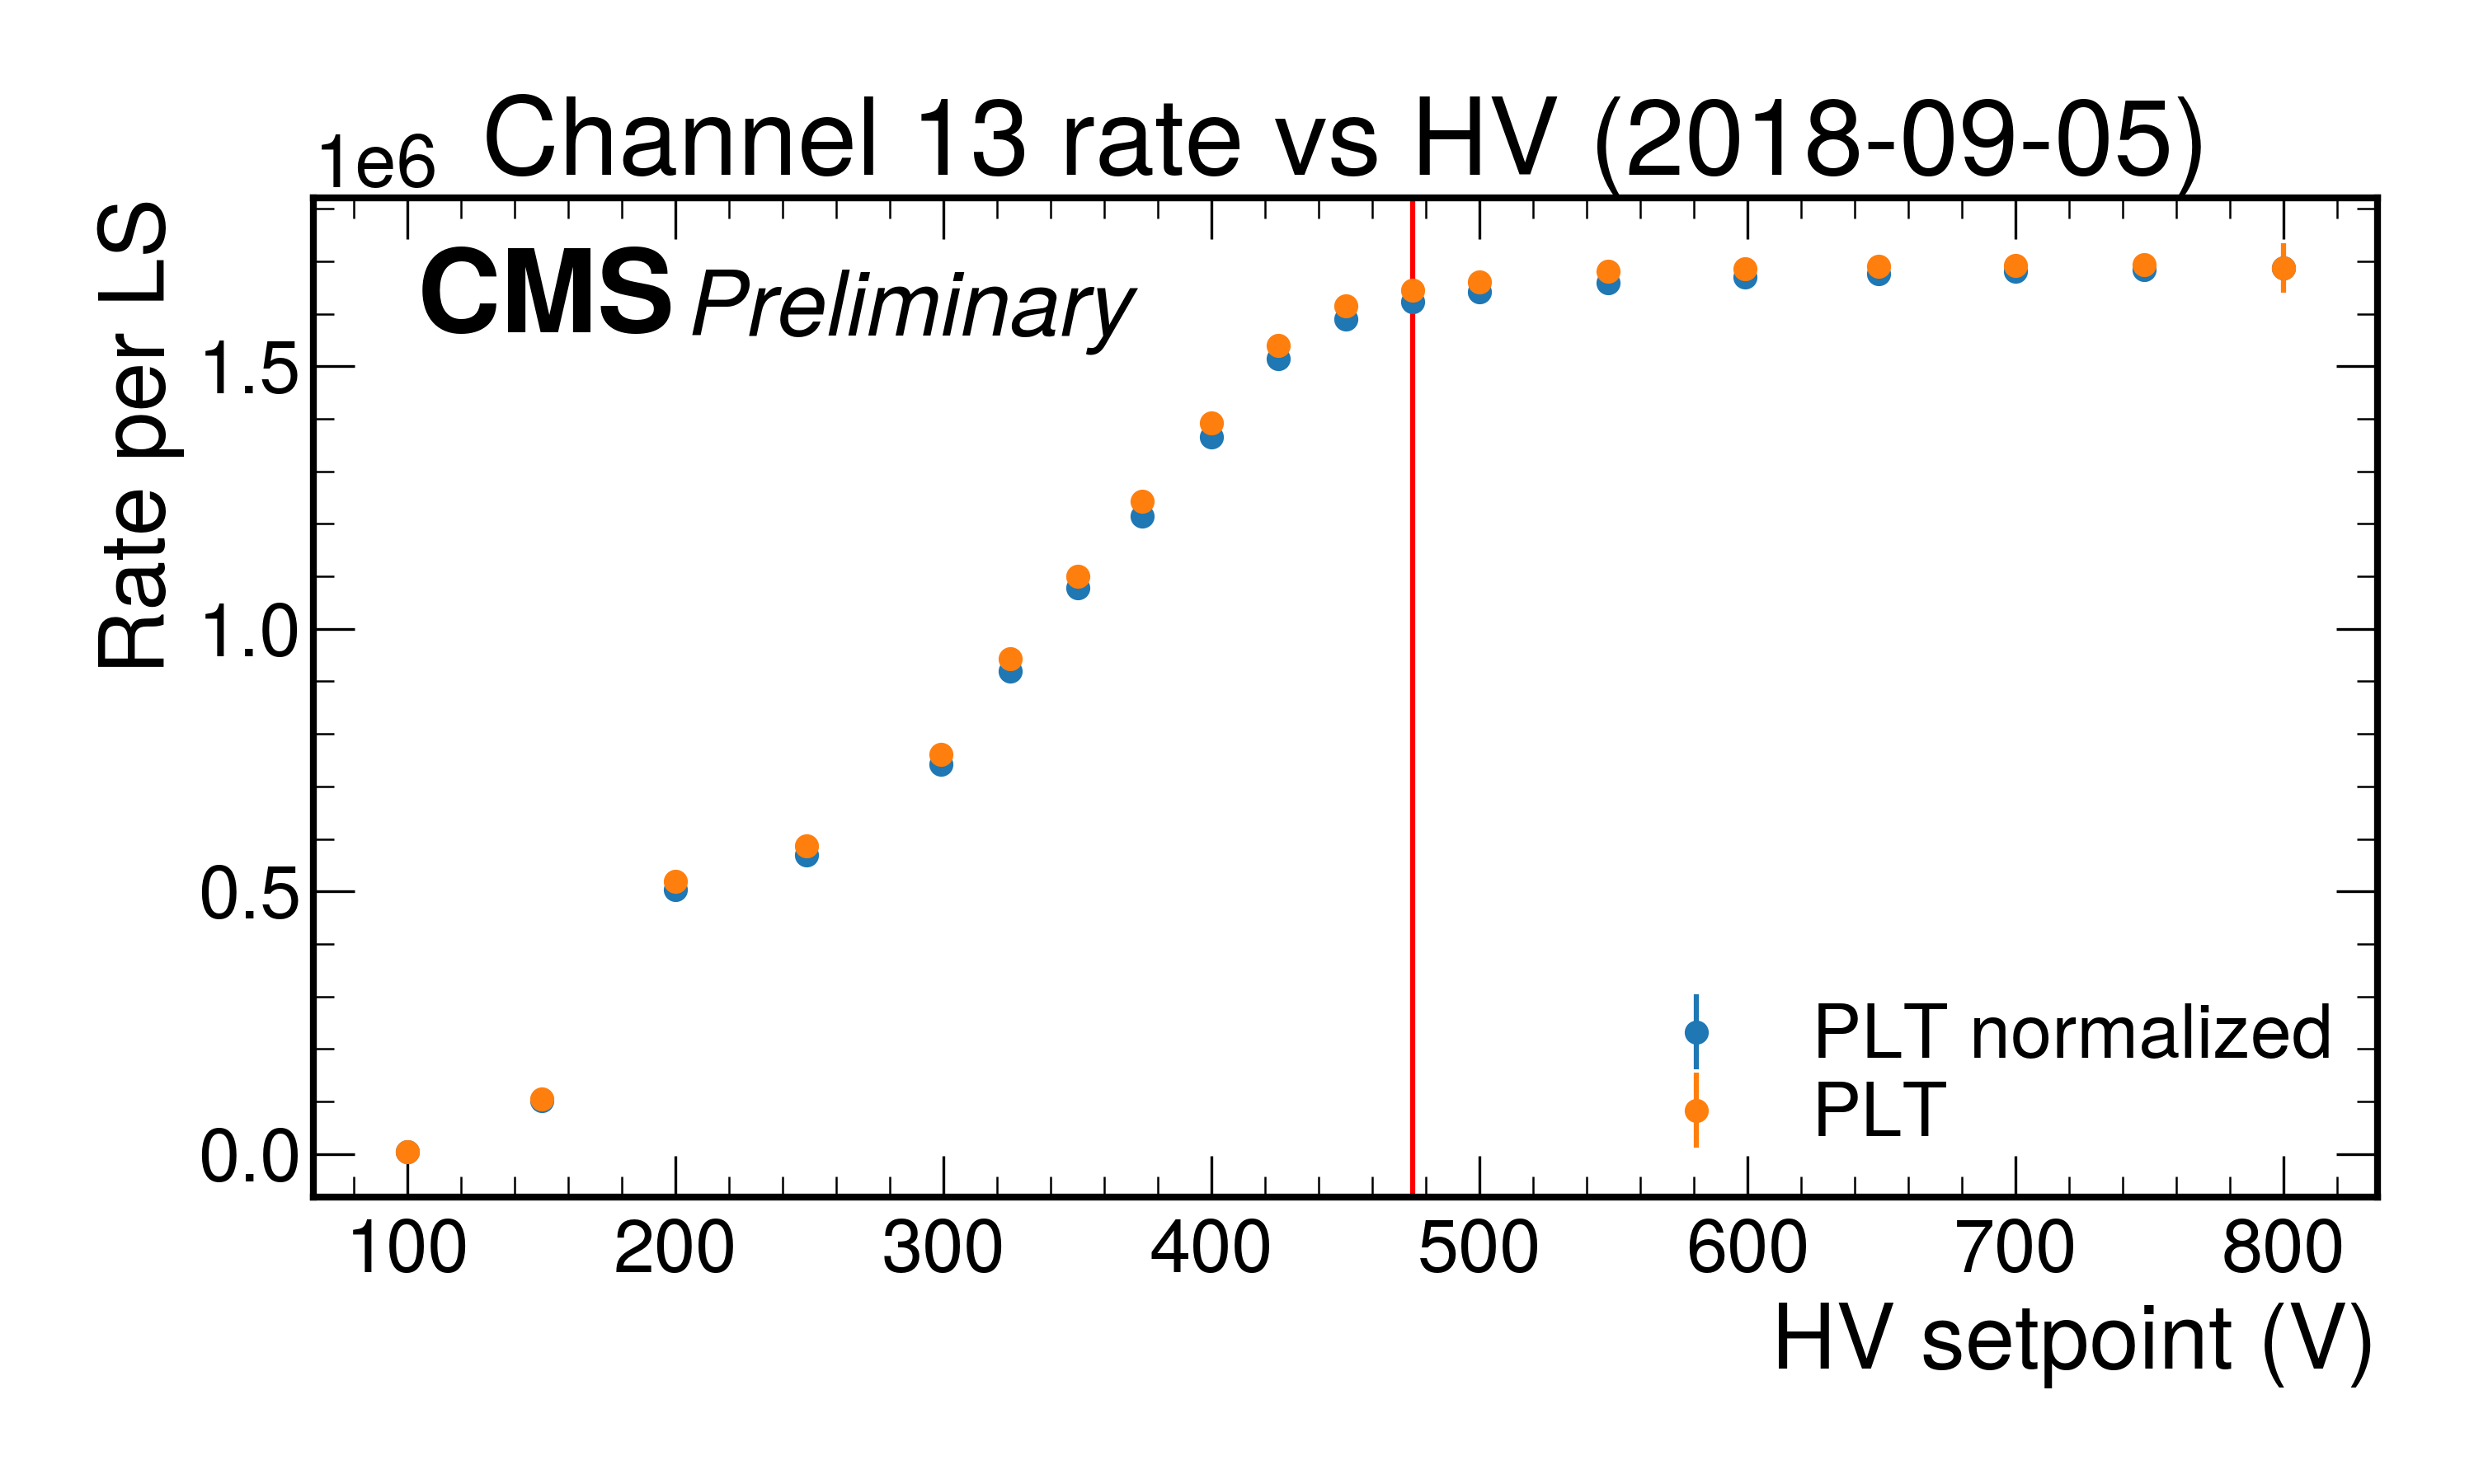 Channel 13 rate vs HV (2018-09-05)
1e6
CMS Preliminary
Rate per LS
1.5
1.0
0.5
0.0
PLT normalized
PLT
100 200 300 400 500 600 700 800
HV setpoint (V)